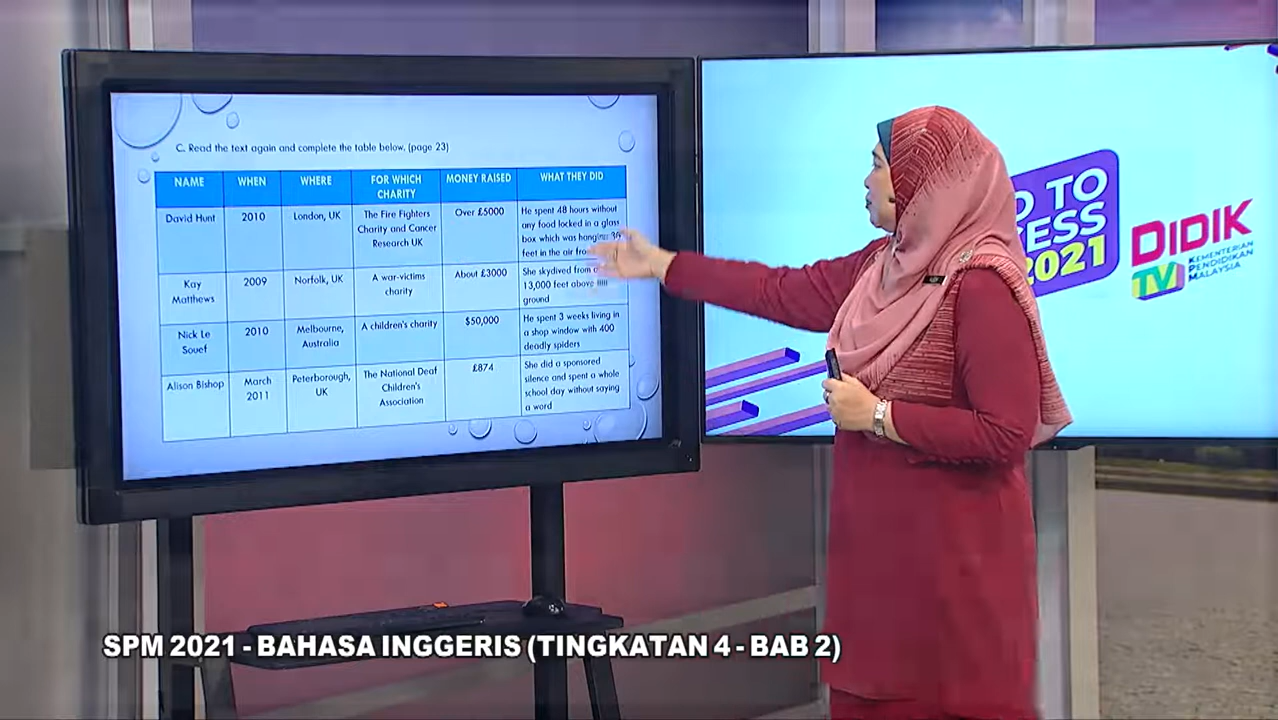 C. Read the text again and complete the table below. (page 23)
NAME
WHEN
WHERE
FOR WHICH
CHARITY
MONEY RAISED
WHAT THEY DID
David Hunt
2010
London, UK
The Fire Fighters
Charity and Cancer
Research UK
Over £5000
He spent 48 hours without
any food locked in a glass
box which was hanging 30
feet in the air
Kay
Matthews
2009
Norfolk, UK
A war-victims
charity
About £3000
She skydived from
13,000 feet above
ground
Nick Le
Souef
2010
Melbourne,
Australia
A children's charity
$50,000
He spent 3 weeks living in
a shop window with 400
deadly spiders
Alison Bishop
March
2011
Peterborough,
UK
The National Deaf
Children's
Association
£874
She did a sponsored
silence and spent a whole
school day without saying
a word
TO
2021
DIDIK
TV
KEMENTERIAN
PENDIDIKAN
MALAYSIA
SPM 2021 - BAHASA INGGERIS (TINGKATAN 4 - BAB 2)